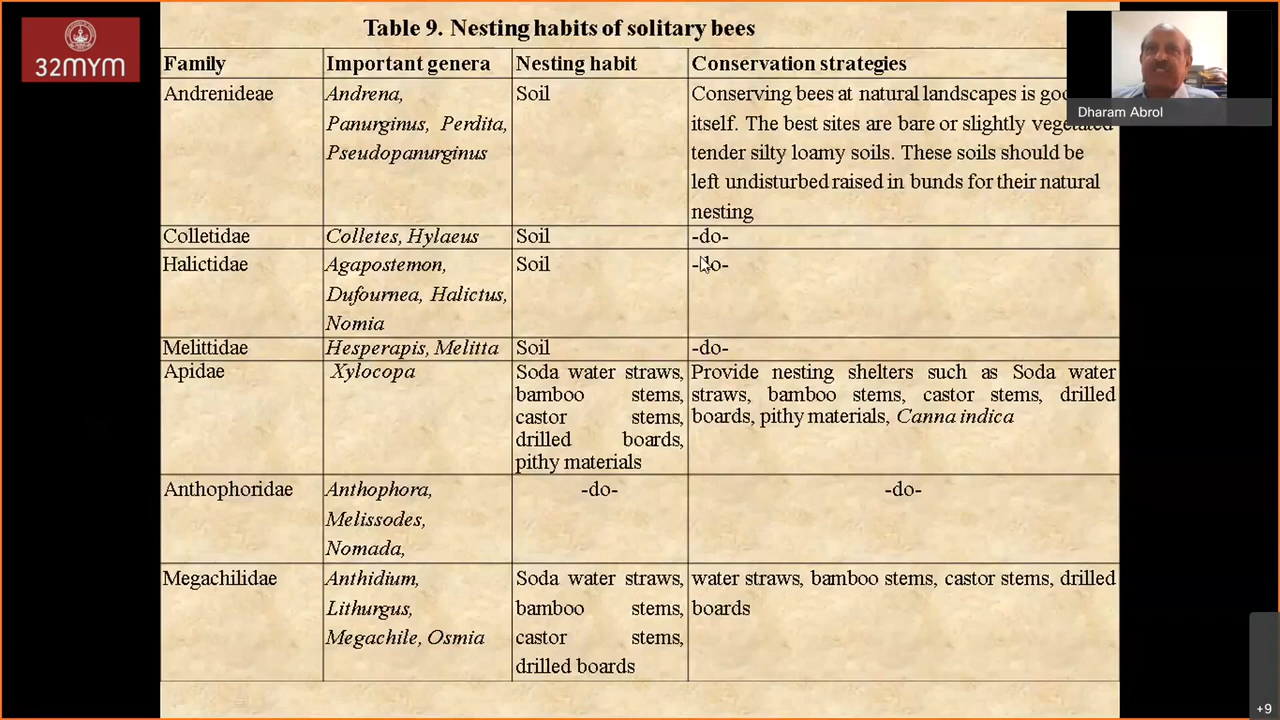 Table 9. Nesting habits of solitary bees
32MYM
Family Important genera Nesting habit Conservation strategies
Andrenideae Andrena, Soil Conserving bees at natural landscapes is
Panurginus, Perdita, itself. The best sites are bare or slightly vegetated
Pseudopanurginus tender silty loamy soils. These soils should be
left undisturbed raised in bunds for their natural
nesting
Dharam Abrol
Colletidae Colletes, Hylaeus Soil -do-
Halictidae Agapostemon, Soil -do-
Dufournea, Halictus,
Nomia
Melittidae Hesperapis, Melitta Soil -do-
Apidae Xylocopa Soda water straws, Provide nesting shelters such as Soda water
bamboo stems, straws, bamboo stems, castor stems, drilled
castor stems, boards, pithy materials, Canna indica
drilled boards,
pithy materials
Anthophoridae Anthophora, -do- -do-
Melissodes,
Nomada,
Megachilidae Anthidium, Soda water straws, water straws, bamboo stems, castor stems, drilled
Lithurgus, bamboo stems, boards
Megachile, Osmia castor stems,
drilled boards
+9